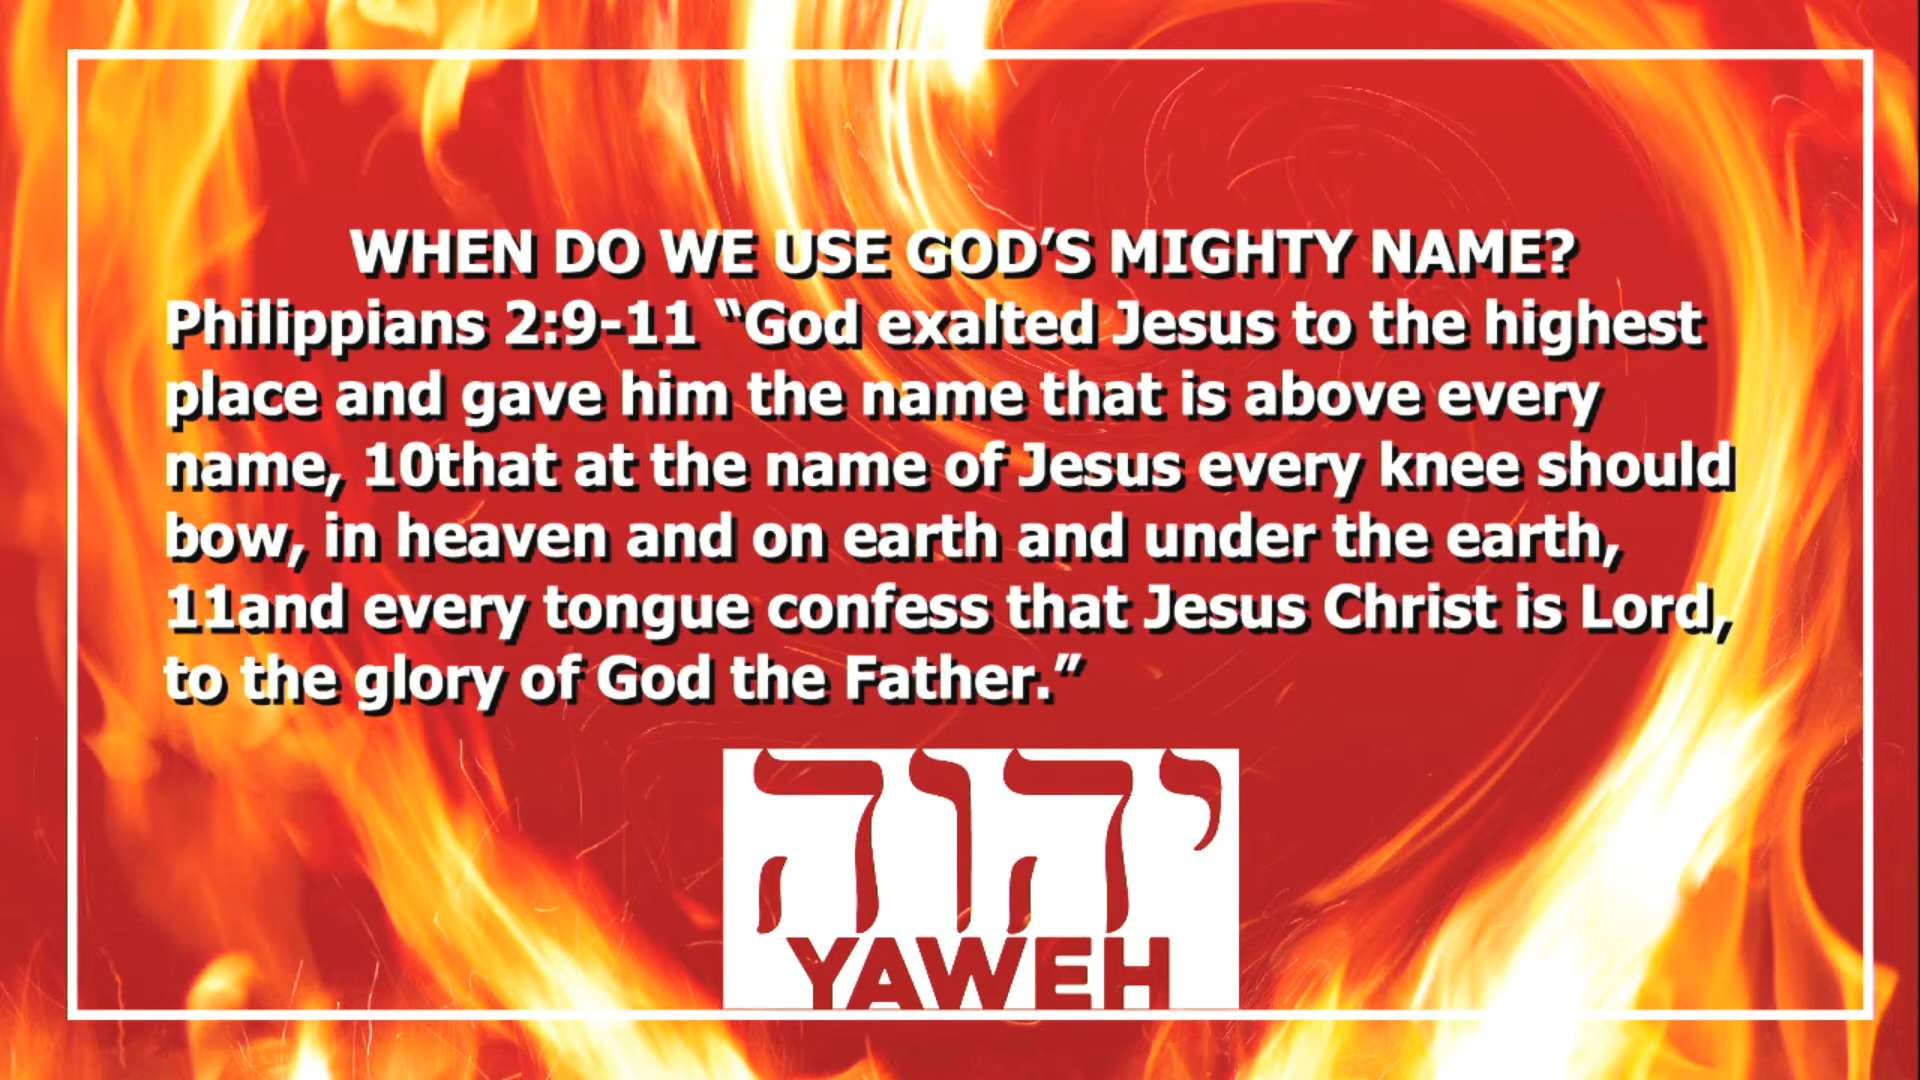 WHEN DO WE USE GOD’S MIGHTY NAME?
Philippians 2:9-11 “God exalted Jesus to the highest
place and gave him the name that is above every
name, 10that at the name of Jesus every knee should
bow, in heaven and on earth and under the earth,
11and every tongue confess that Jesus Christ is Lord,
to the glory of God the Father.”
יהוה
YAWEH